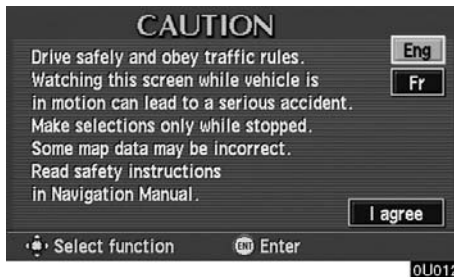 CAUTION
Drive safely and obey traffic rules.
Eng
Watching this screen while vehicle is
Fr
in motion can lead to a serious accident.
Make selections only while stopped.
Some map data may be incorrect.
Read safety instructions
in Navigation Manual.
I agree
Select function
ENT Enter
0U012